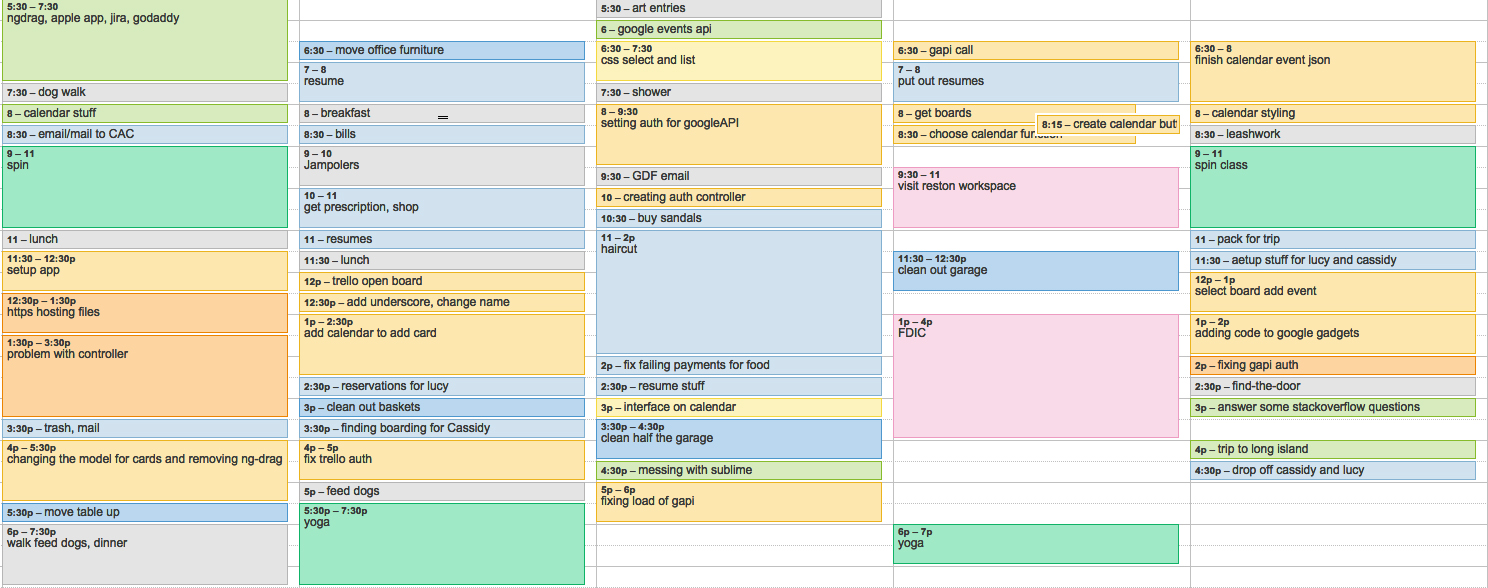 5:30 – 7:30
ngdrag, apple app, jira, godaddy
7:30 – dog walk
8 – calendar stuff
8:30 – email/mail to CAC
9 – 11
spin
11 – lunch
11:30 – 12:30p
setup app
12:30p – 1:30p
https hosting files
1:30p – 3:30p
problem with controller
3:30p – trash, mail
4p – 5:30p
changing the model for cards and removing ng-drag
5:30p – move table up
6p – 7:30p
walk feed dogs, dinner
6:30 – move office furniture
7 – 8
resume
8 – breakfast
8:30 – bills
9 – 10
Jampolers
10 – 11
get prescription, shop
11 – resumes
11:30 – lunch
12p – trello open board
12:30p – add underscore, change name
1p – 2:30p
add calendar to add card
2:30p – reservations for lucy
3p – clean out baskets
3:30p – finding boarding for Cassidy
4p – 5p
fix trello auth
5p – feed dogs
5:30p – 7:30p
yoga
5:30 – art entries
6 – google events api
6:30 – 7:30
css select and list
7:30 – shower
8 – 9:30
setting auth for googleAPI
9:30 – GDF email
10 – creating auth controller
10:30 – buy sandals
11 – 2p
haircut
2p – fix failing payments for food
2:30p – resume stuff
3p – interface on calendar
3:30p – 4:30p
clean half the garage
4:30p – messing with sublime
5p – 6p
fixing load of gapi
6:30 – gapi call
7 – 8
put out resumes
8 – get boards
8:15 – create calendar but
8:30 – choose calendar function
9:30 – 11
visit reston workspace
11:30 – 12:30p
clean out garage
1p – 4p
FDIC
6p – 7p
yoga
6:30 – 8
finish calendar event json
8 – calendar styling
8:30 – leashwork
9 – 11
spin class
11 – pack for trip
11:30 – aetup stuff for lucy and cassidy
12p – 1p
select board add event
1p – 2p
adding code to google gadgets
2p – fixing gapi auth
2:30p – find-the-door
3p – answer some stackoverflow questions
4p – trip to long island
4:30p – drop off cassidy and lucy